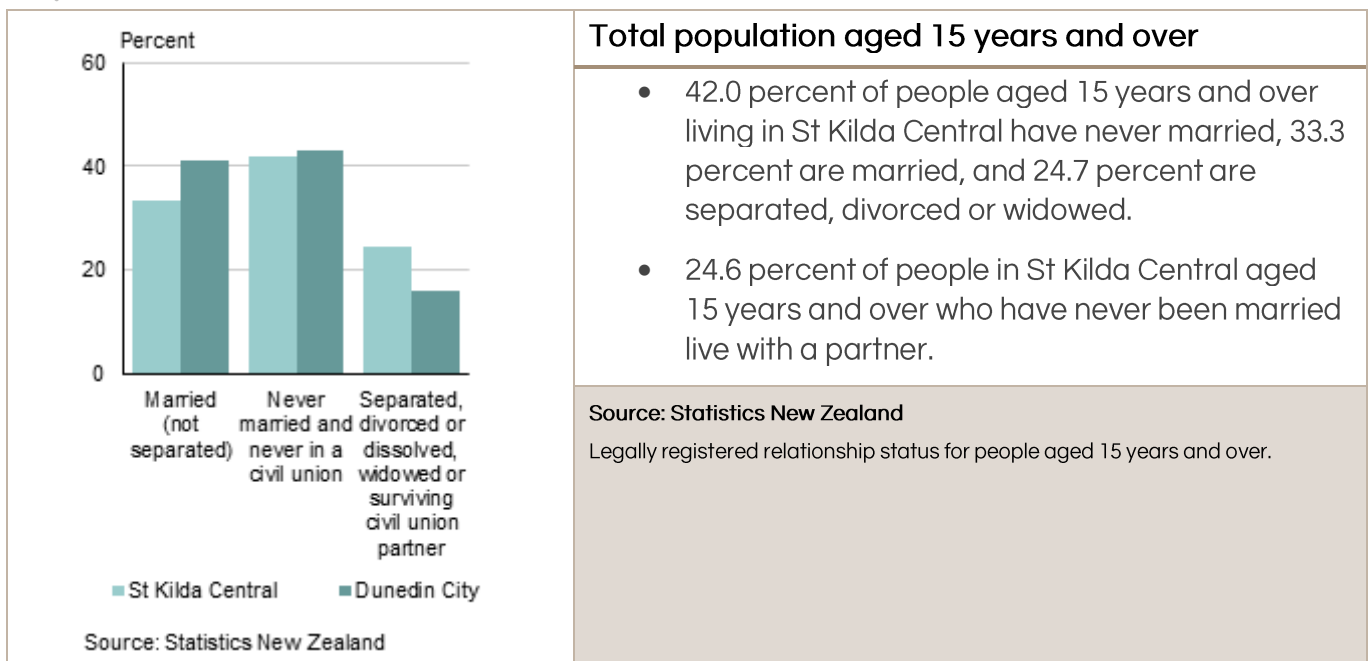 Percent
60
40
20
0
Married (not separated)
Never married and never in a civil union
Separated, divorced or dissolved, widowed or surviving civil union partner
St Kilda Central
Dunedin City
Source: Statistics New Zealand
Total population aged 15 years and over
• 42.0 percent of people aged 15 years and over
living in St Kilda Central have never married, 33.3
percent are married, and 24.7 percent are
separated, divorced or widowed.
• 24.6 percent of people in St Kilda Central aged
15 years and over who have never been married
live with a partner.
Source: Statistics New Zealand
Legally registered relationship status for people aged 15 years and over.